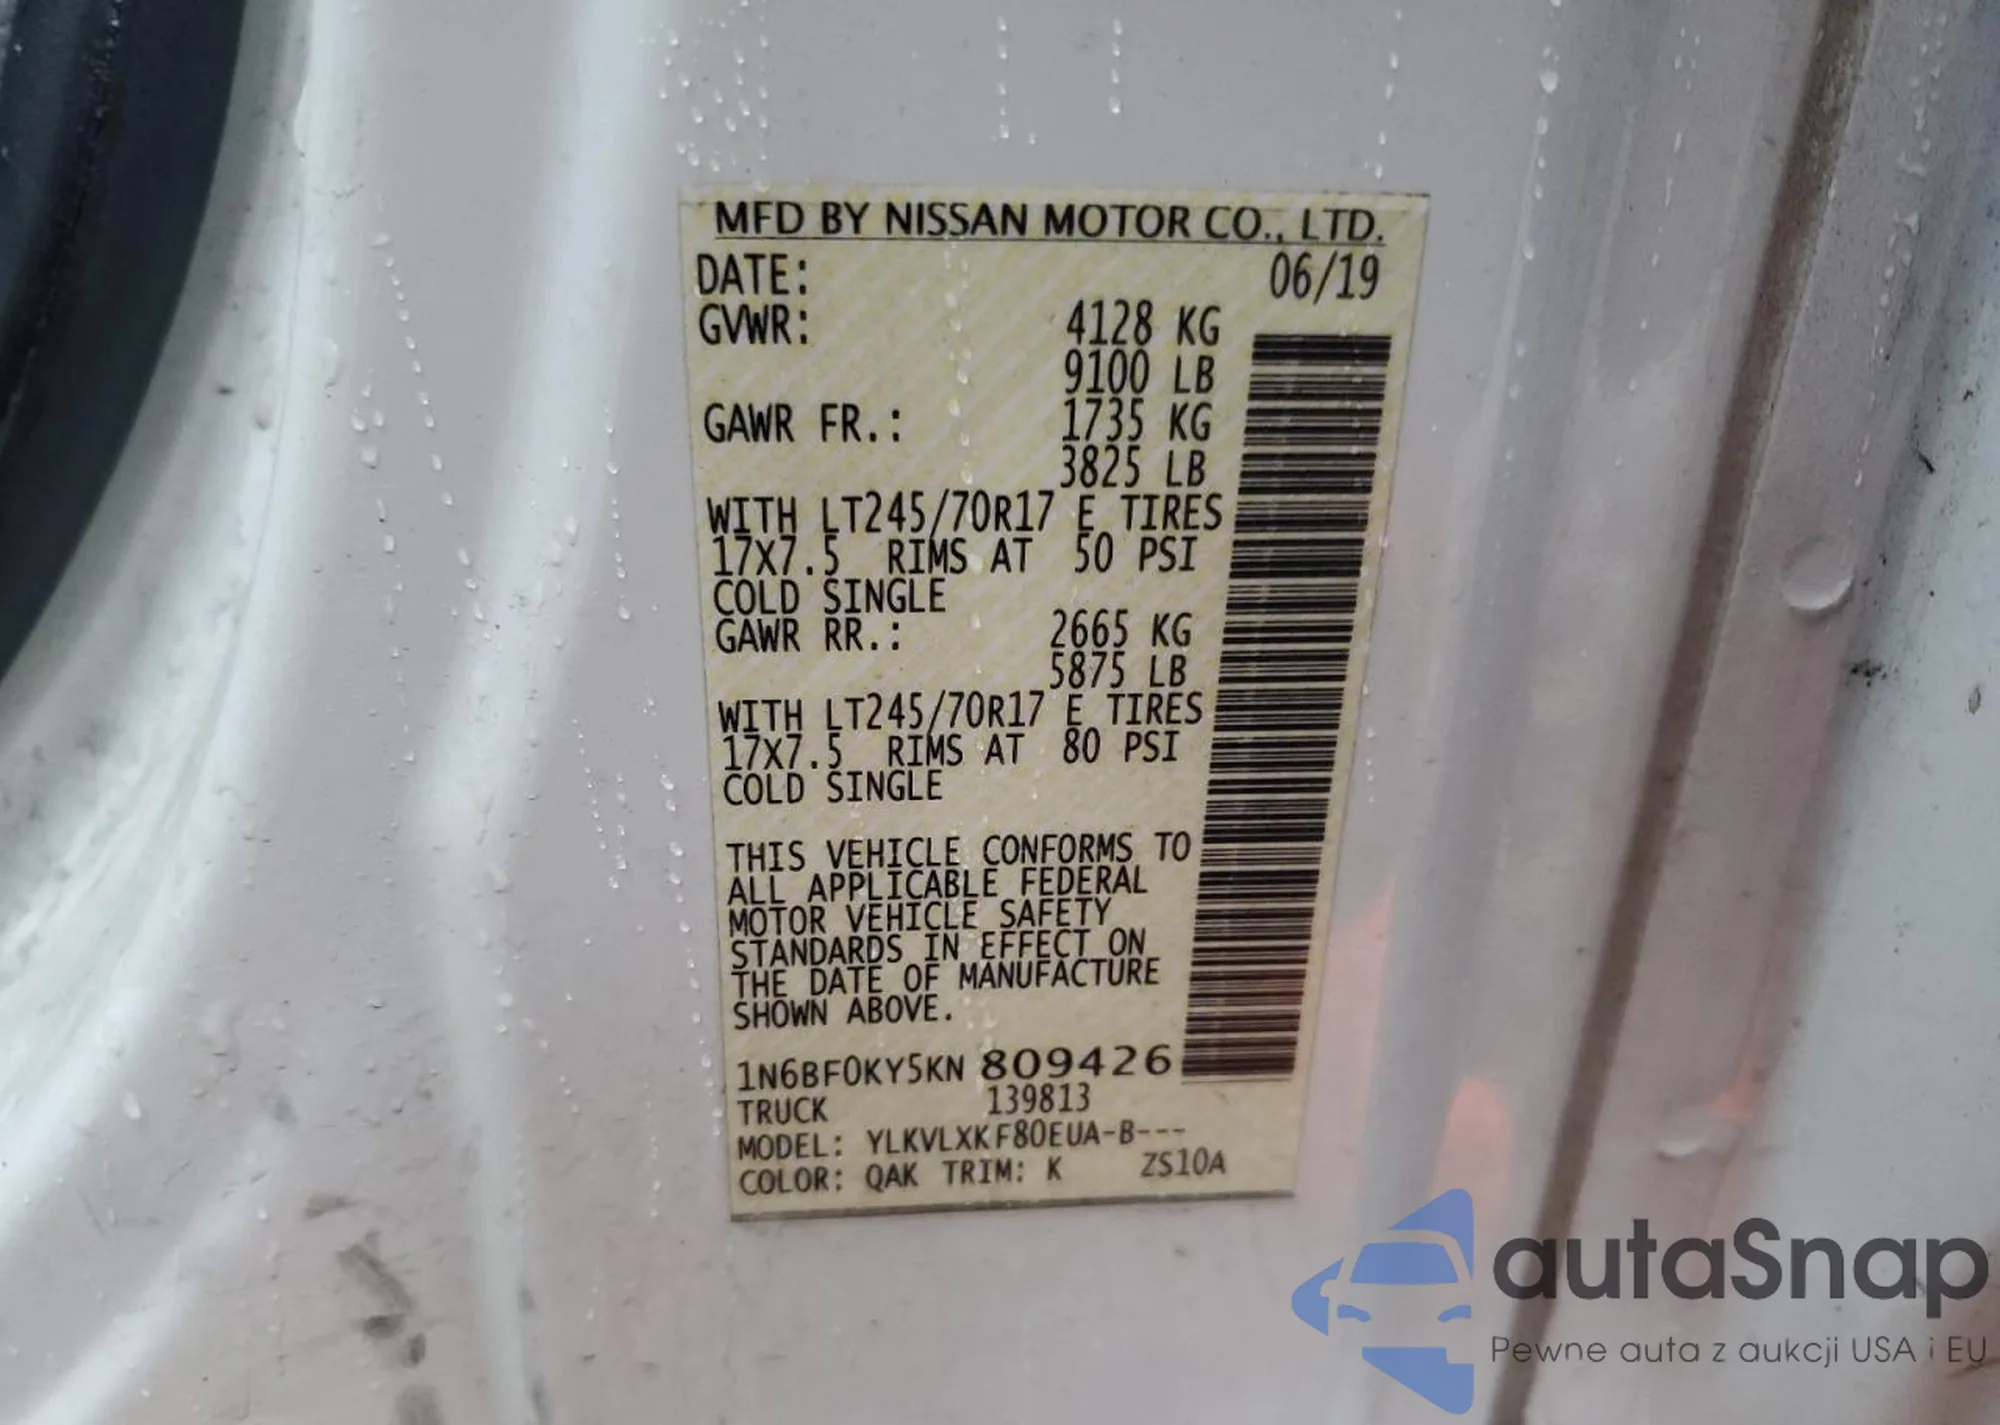 MFD BY NISSAN MOTOR CO., LTD.
DATE: 06/19
GVWR: 4128 KG
9100 LB
GAWR FR.: 1735 KG
3825 LB
WITH LT245/70R17 E TIRES
17X7.5 RIMS AT 50 PSI
COLD SINGLE
GAWR RR.: 2665 KG
5875 LB
WITH LT245/70R17 E TIRES
17X7.5 RIMS AT 80 PSI
COLD SINGLE
THIS VEHICLE CONFORMS TO
ALL APPLICABLE FEDERAL
MOTOR VEHICLE SAFETY
STANDARDS IN EFFECT ON
THE DATE OF MANUFACTURE
SHOWN ABOVE.
1N6BF0KY5KN 809426
TRUCK 139813
MODEL: YLKVLXKF80EUA-B---
COLOR: QAK TRIM: K ZS10A
autaSnap
Pewne auta z aukcji USA i EU